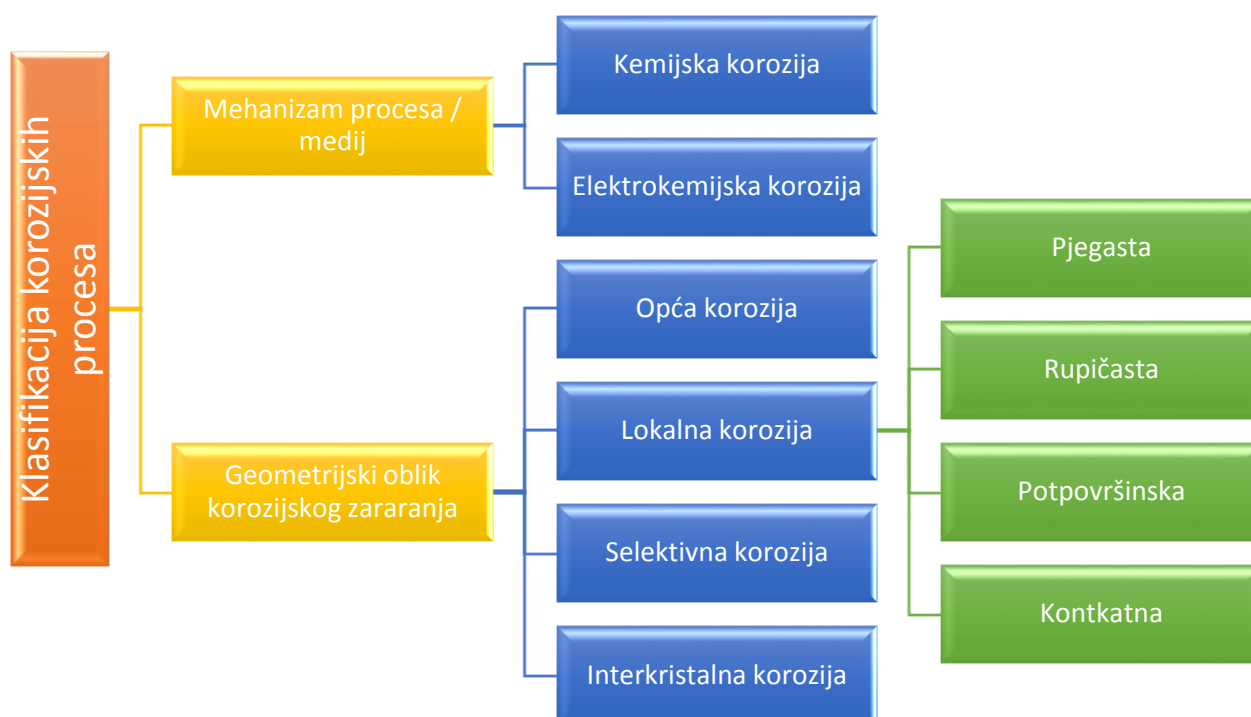 Klasifikacija korozijskih
procesa
Mehanizam procesa /
medij
Kemijska korozija
Elektrokemijska korozija
Geometrijski oblik
korozijskog zararanja
Opća korozija
Lokalna korozija
Pjegasta
Rupičasta
Potpovršinska
Kontkatna
Selektivna korozija
Interkristalna korozija